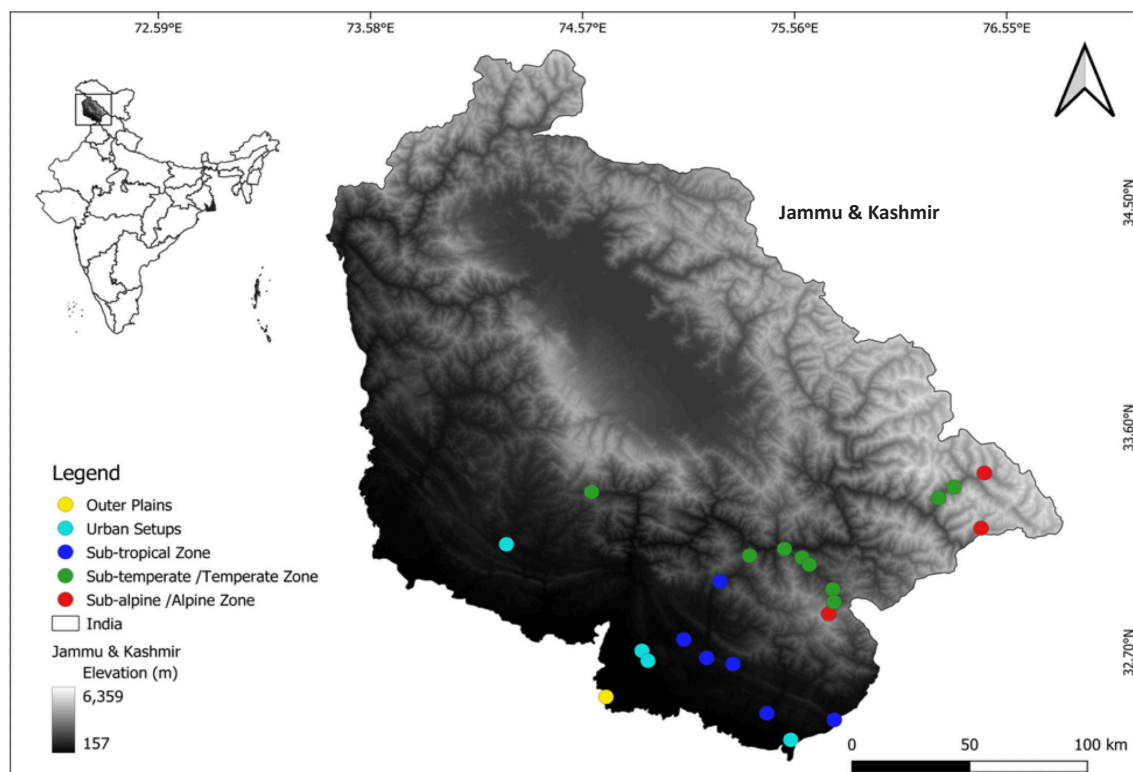 72.59°E 73.58°E 74.57°E 75.56°E 76.55°E
34.50°N
Jammu & Kashmir
33.60°N
32.70°N
Legend
Outer Plains
Urban Setups
Sub-tropical Zone
Sub-temperate /Temperate Zone
Sub-alpine /Alpine Zone
India
Jammu & Kashmir
Elevation (m)
6,359
157
0 50 100 km